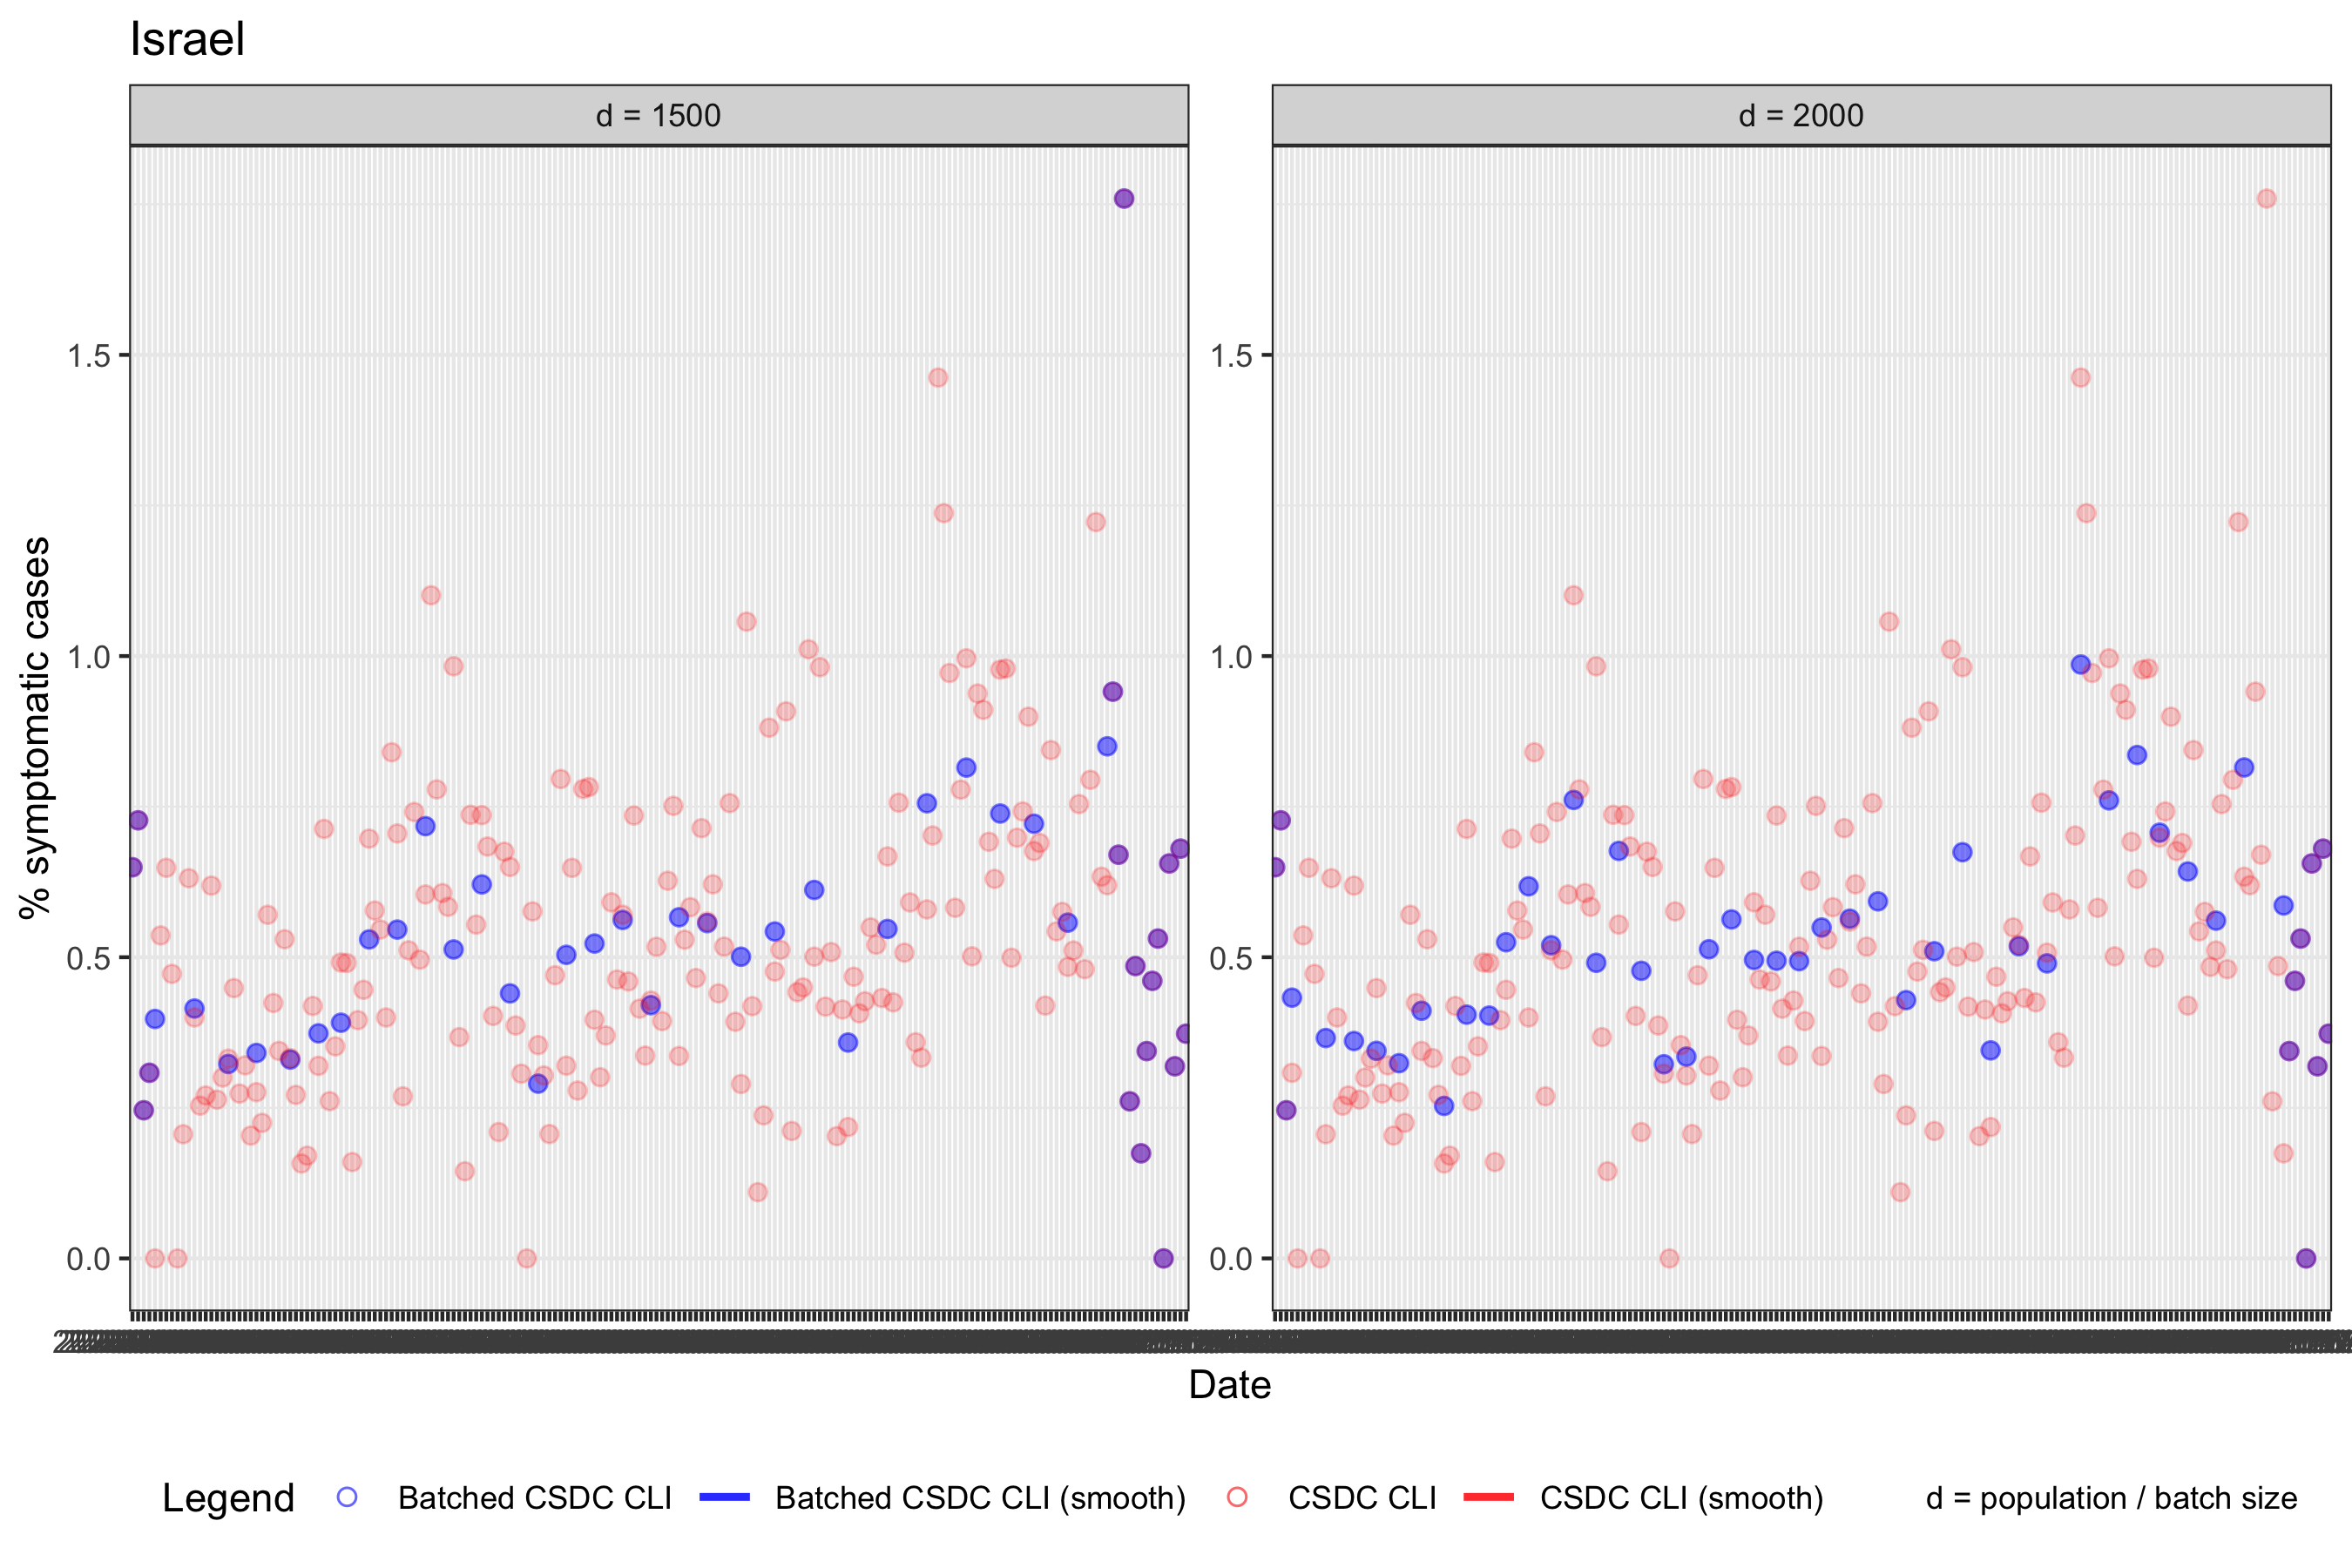 Israel
d = 1500
d = 2000
% symptomatic cases
1.5
1.0
0.5
0.0
1.5
1.0
0.5
0.0
Date
Legend
Batched CSDC CLI
Batched CSDC CLI (smooth)
CSDC CLI
CSDC CLI (smooth)
d = population / batch size